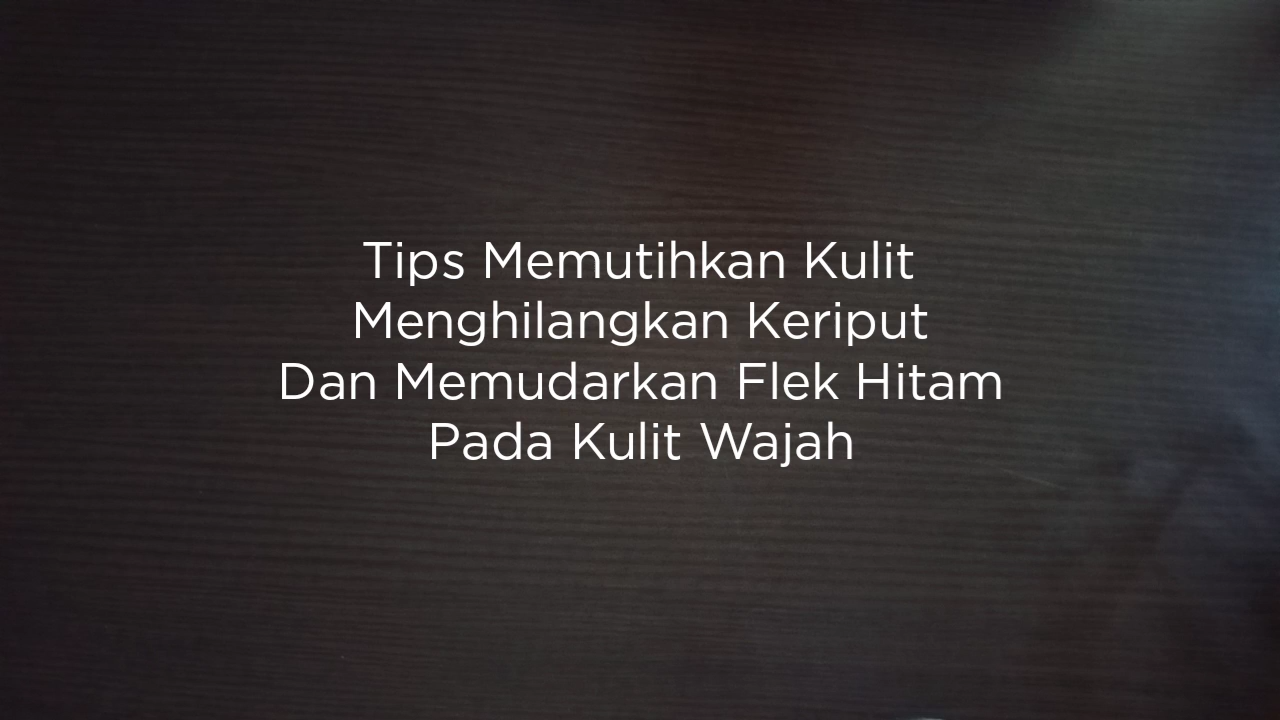 Tips Memutihkan Kulit
Menghilangkan Keriput
Dan Memudarkan Flek Hitam
Pada Kulit Wajah